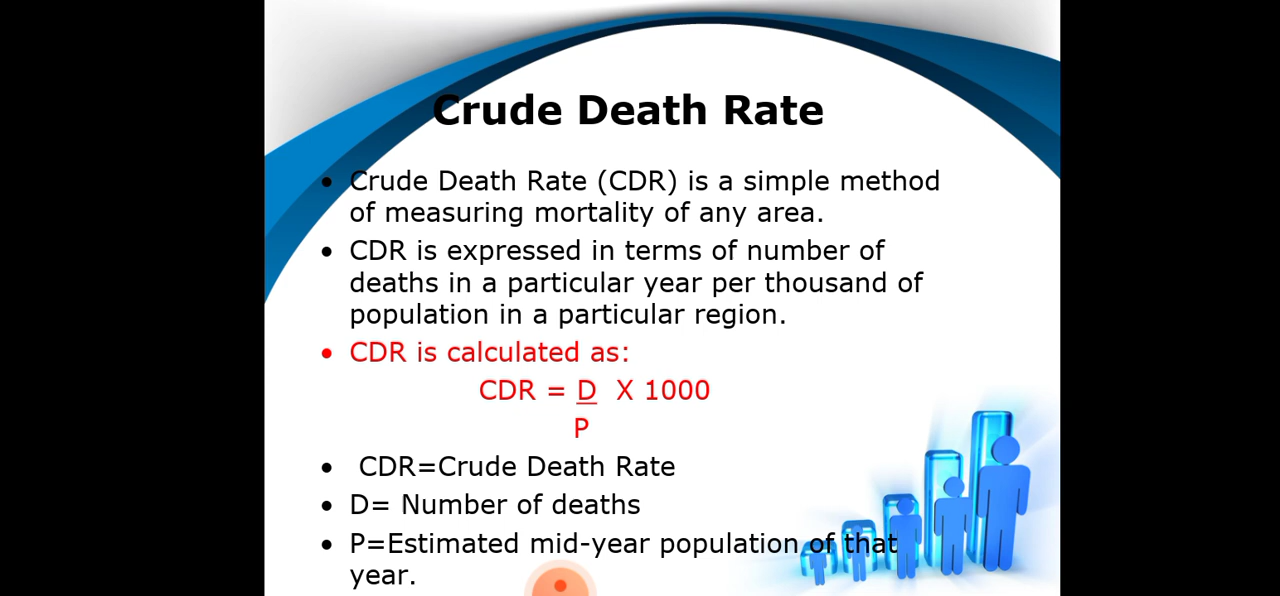 Crude Death Rate
• Crude Death Rate (CDR) is a simple method
of measuring mortality of any area.
• CDR is expressed in terms of number of
deaths in a particular year per thousand of
population in a particular region.
• CDR is calculated as:
CDR = D X 1000
P
• CDR=Crude Death Rate
• D= Number of deaths
• P=Estimated mid-year population of that
year.